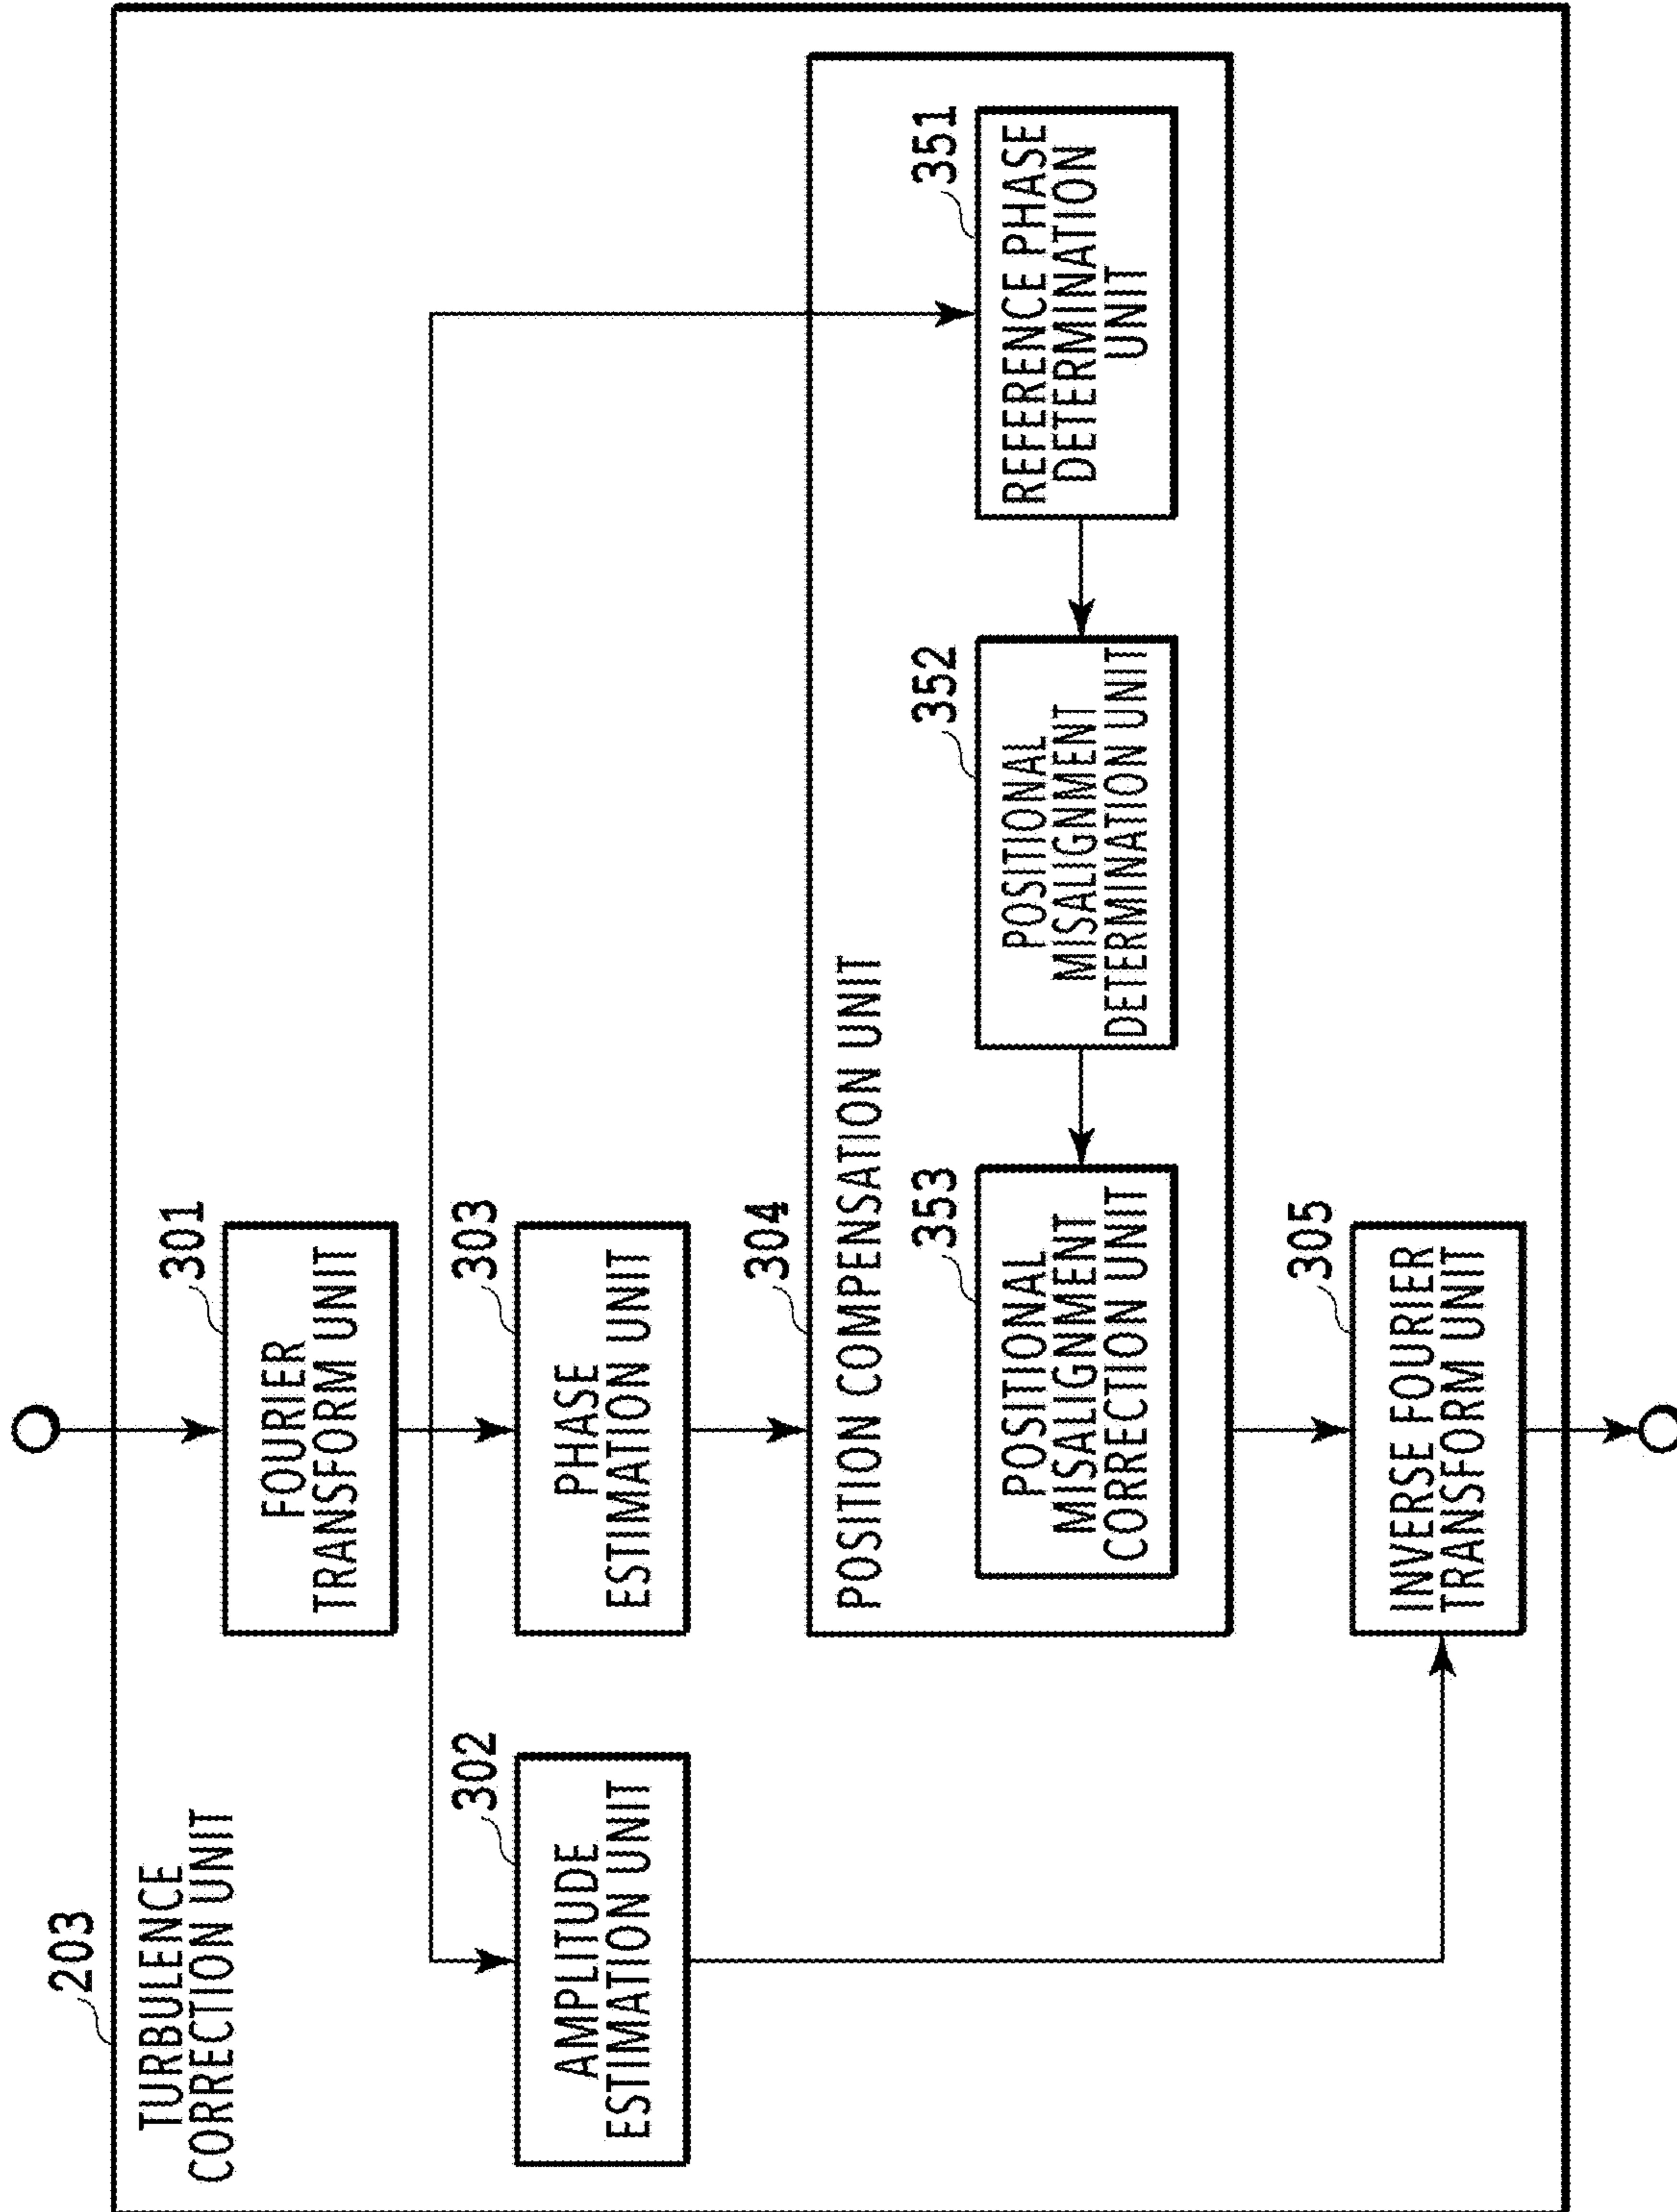 203
TURBULENCE
CORRECTION UNIT
301
FOURIER
TRANSFORM UNIT
302
AMPLITUDE
ESTIMATION UNIT
303
PHASE
ESTIMATION UNIT
304
POSITION COMPENSATION UNIT
353
POSITIONAL
MISALIGNMENT
CORRECTION UNIT
352
POSITIONAL
MISALIGNMENT
DETERMINATION UNIT
351
REFERENCE PHASE
DETERMINATION
UNIT
305
INVERSE FOURIER
TRANSFORM UNIT